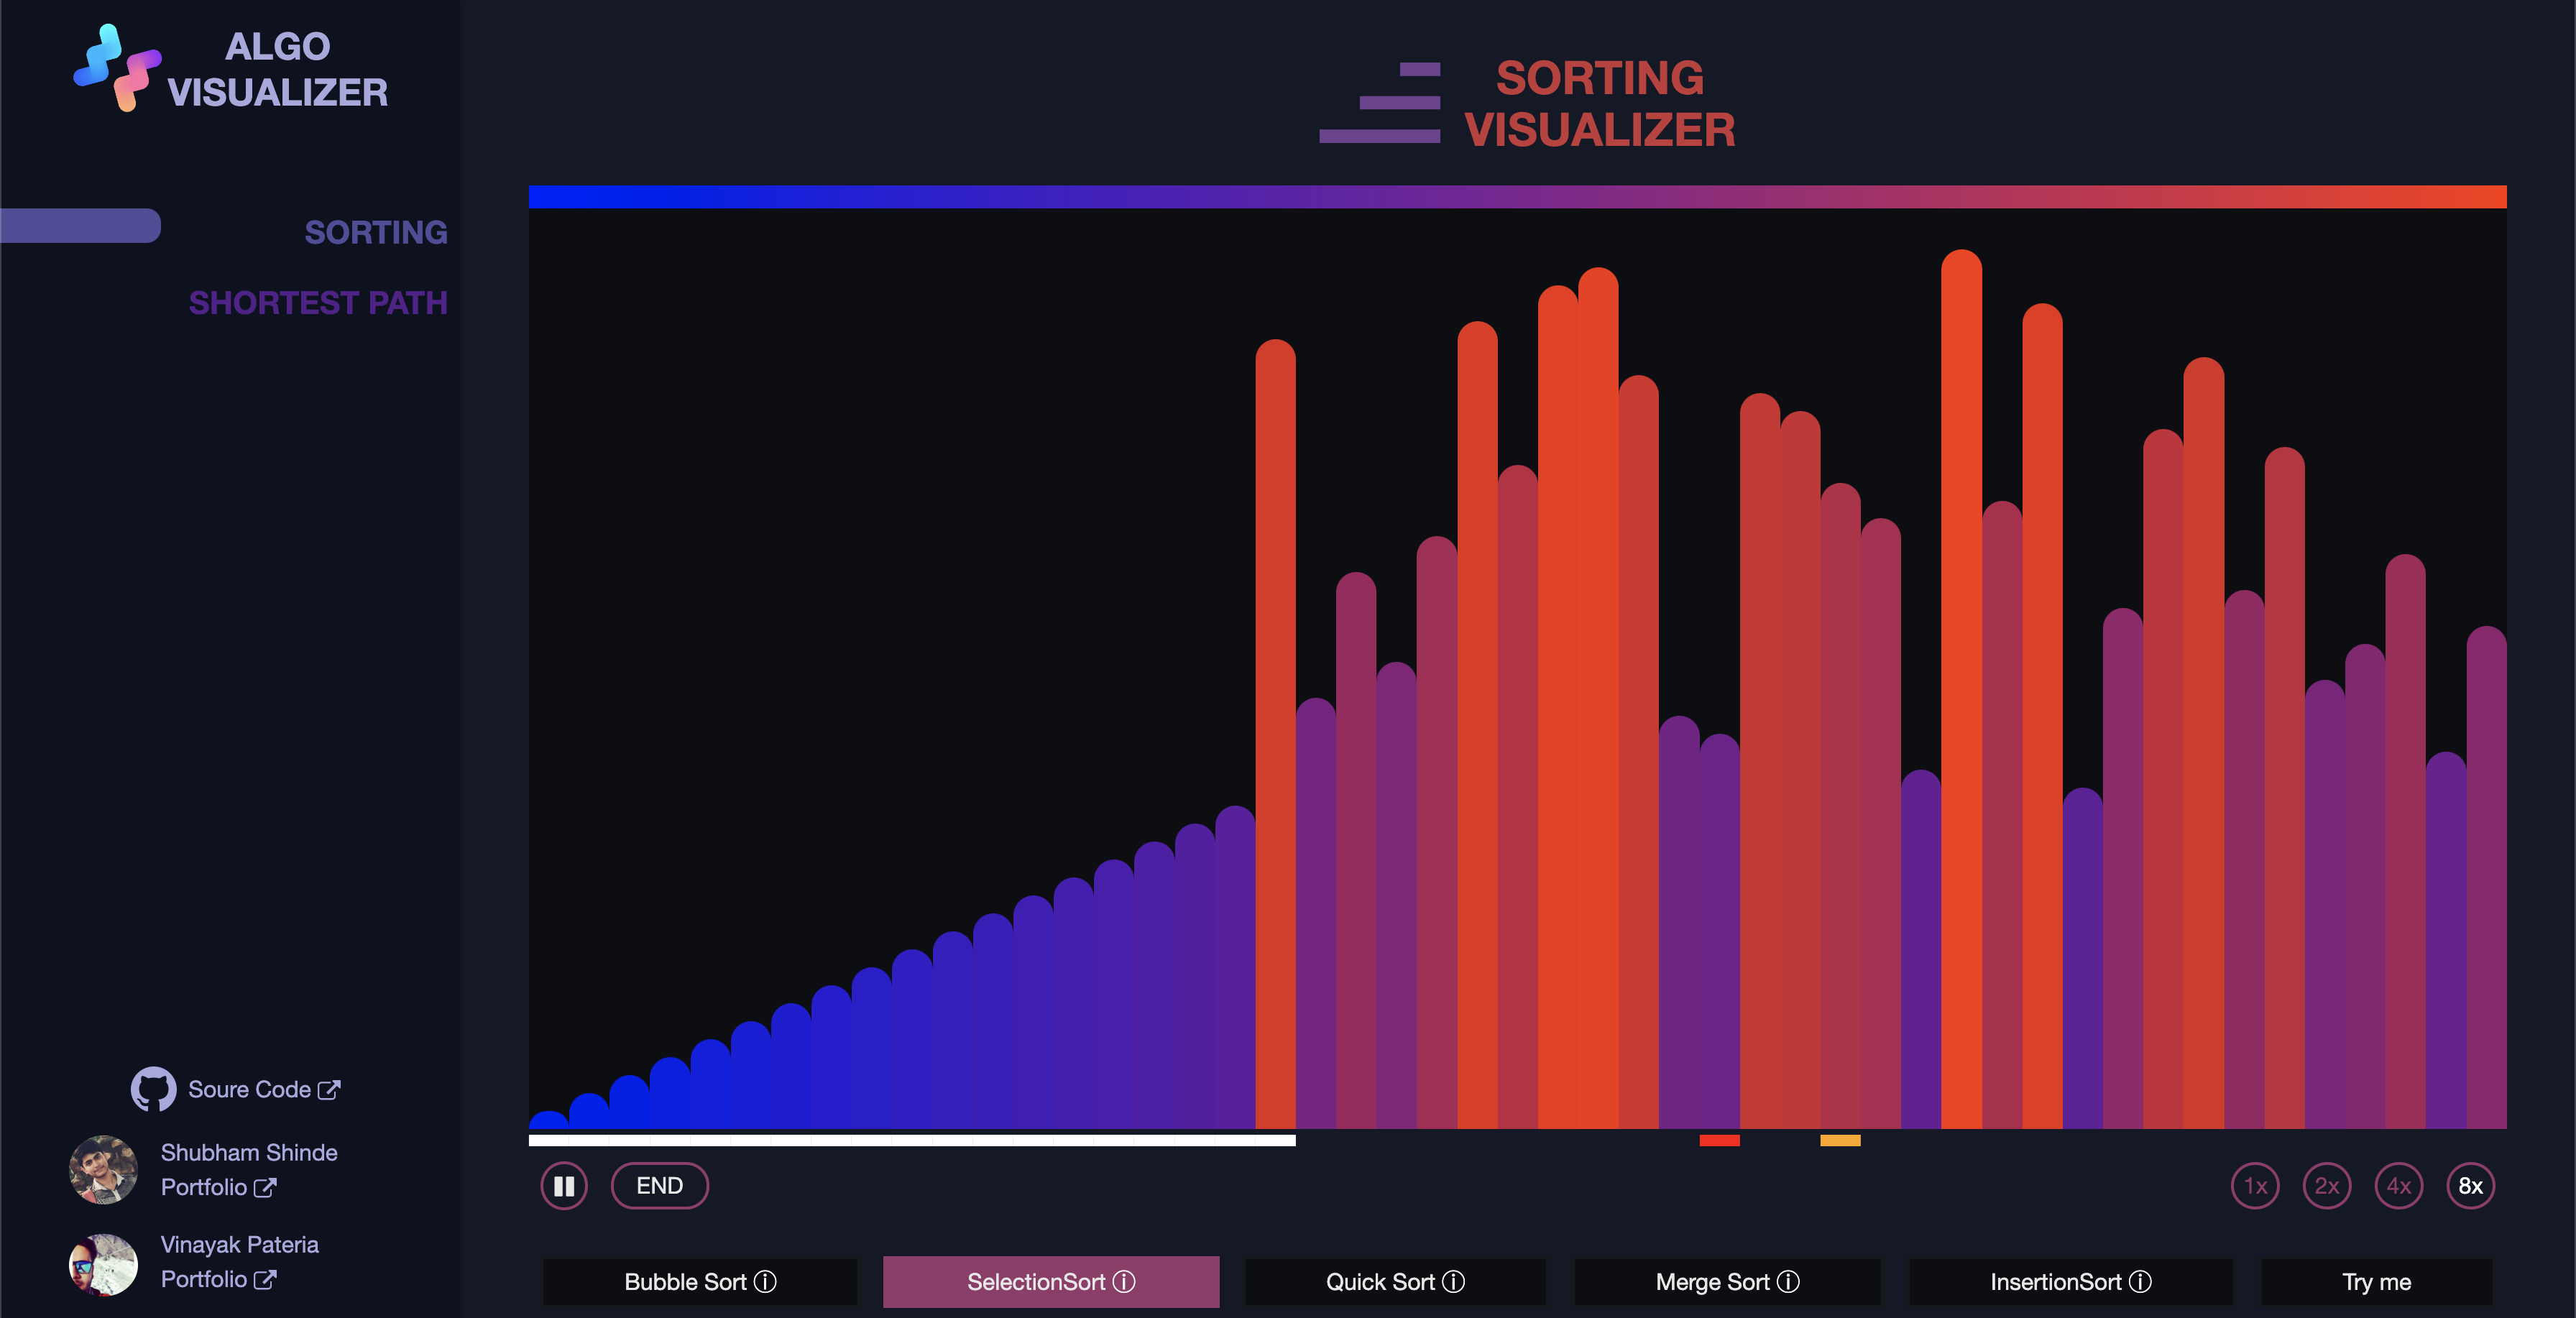 ALGO
VISUALIZER
SORTING
SHORTEST PATH
Soure Code
Shubham Shinde
Portfolio
Vinayak Pateria
Portfolio
SORTING
VISUALIZER
END
1x 2x 4x 8x
Bubble Sort SelectionSort Quick Sort Merge Sort InsertionSort Try me